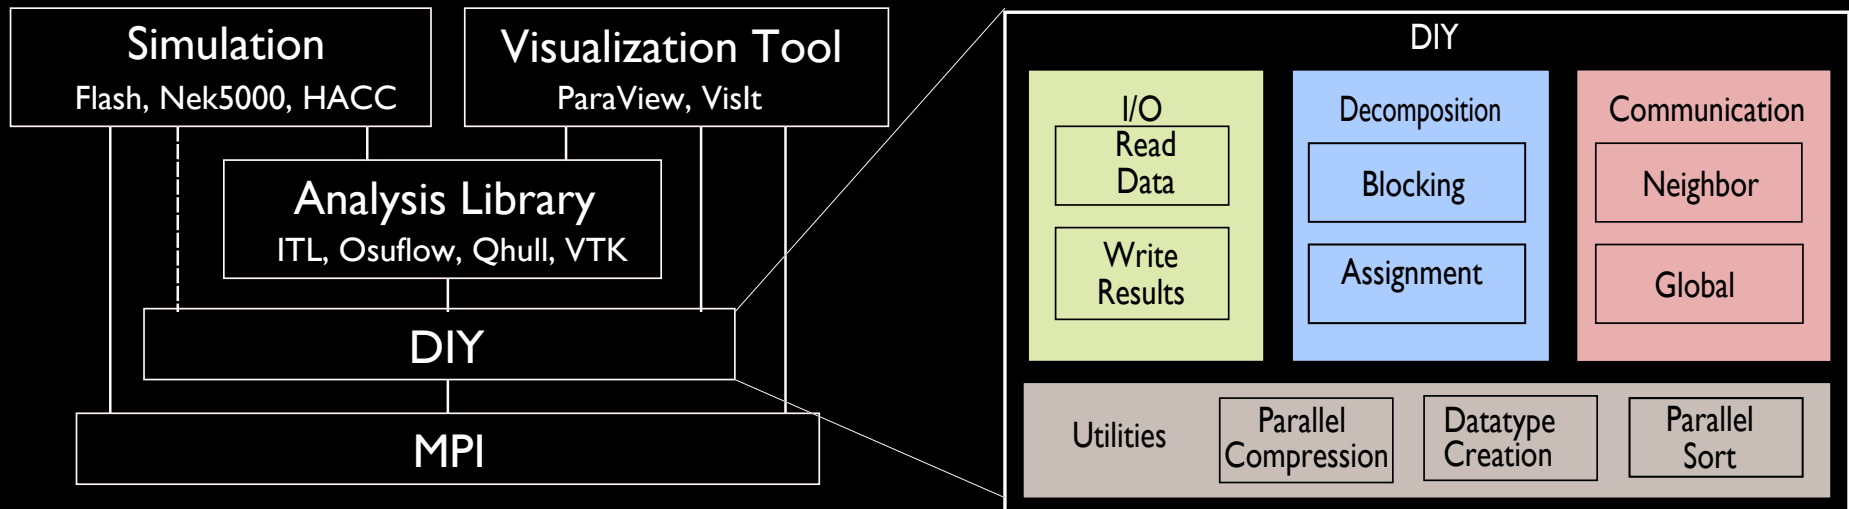 Simulation
Flash, Nek5000, HACC
Visualization Tool
ParaView, VisIt
Analysis Library
ITL, Osuflow, Qhull, VTK
DIY
MPI
DIY
I/O
Read
Data
Write
Results
Decomposition
Blocking
Assignment
Communication
Neighbor
Global
Utilities
Parallel
Compression
Datatype
Creation
Parallel
Sort